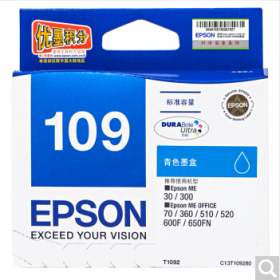 优墨积分
EPSON
标准容量
EPSON
109
DURABrite
Ultra
青色墨盒
推荐使用机型
■Epson ME
30 / 300
■Epson ME OFFICE
70 / 360 / 510 / 520
600F / 650FN
EPSON
EXCEED YOUR VISION
T1092
C13T109280